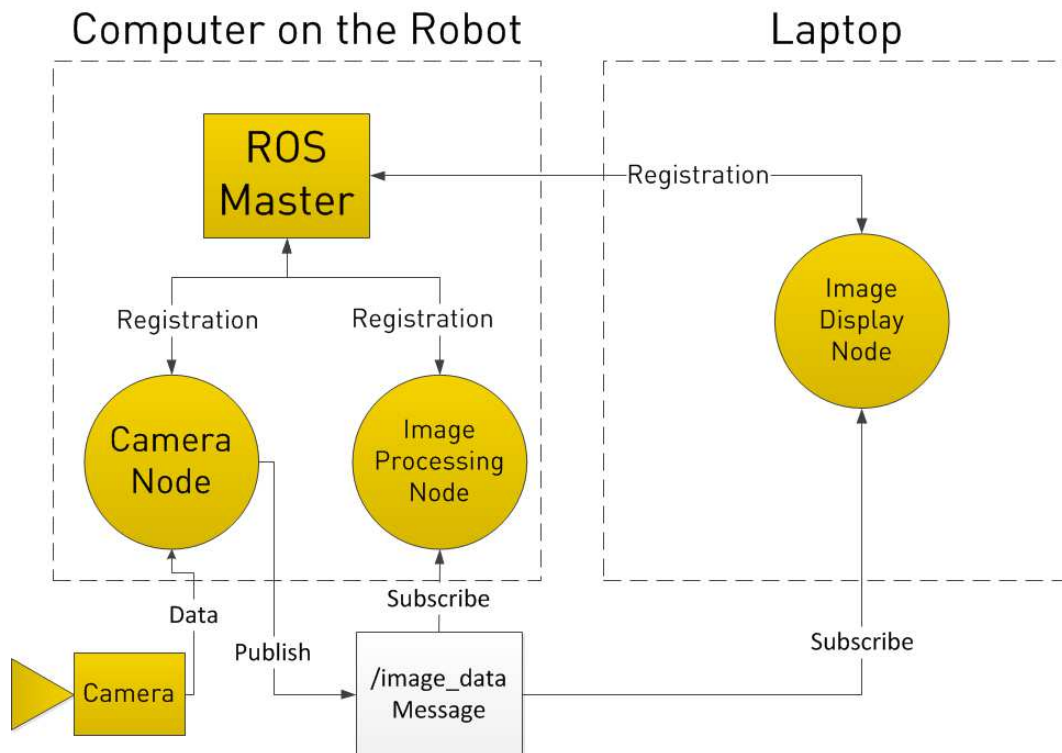 Computer on the Robot
Laptop
ROS
Master
Registration
Registration
Registration
Image
Display
Node
Camera
Node
Image
Processing
Node
Data
Publish
Subscribe
Subscribe
Camera
/image_data
Message